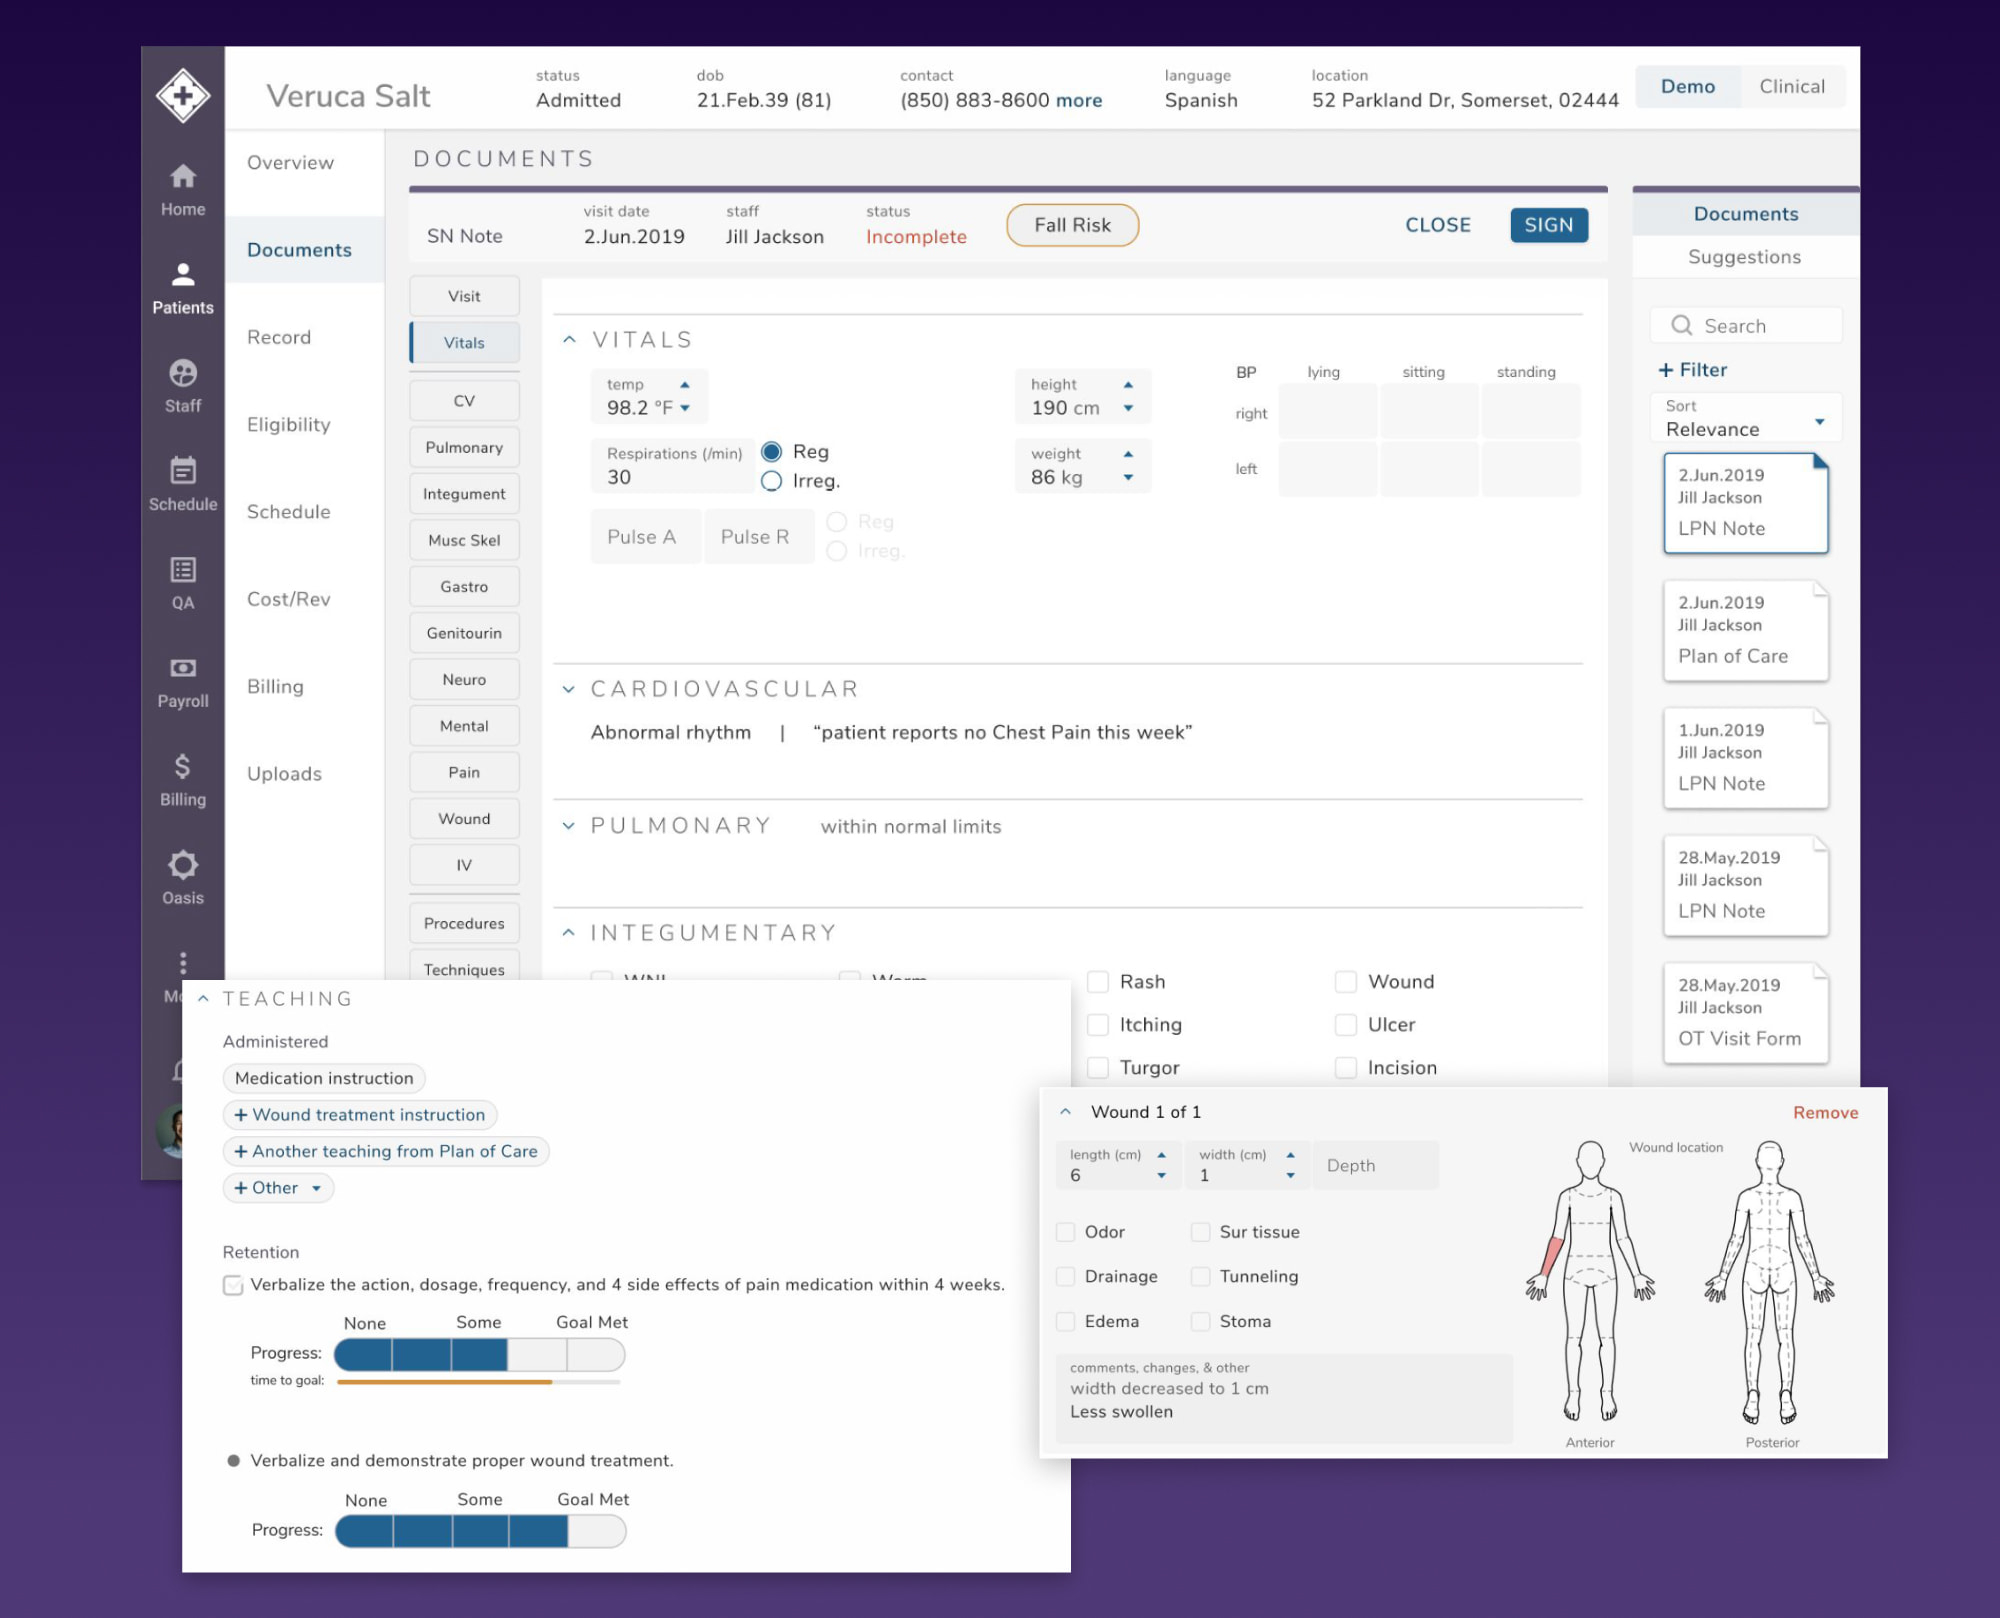 Veruca Salt
status
Admitted
dob
21.Feb.39 (81)
contact
(850) 883-8600 more
language
Spanish
location
52 Parkland Dr, Somerset, 02444
Demo
Clinical
Home
Patients
Staff
Schedule
QA
Payroll
Billing
Oasis
Overview
Documents
Record
Eligibility
Schedule
Cost/Rev
Billing
Uploads
DOCUMENTS
SN Note
visit date
2.Jun.2019
staff
Jill Jackson
status
Incomplete
Fall Risk
CLOSE
SIGN
Visit
Vitals
CV
Pulmonary
Integument
Musc Skel
Gastro
Genitourin
Neuro
Mental
Pain
Wound
IV
Procedures
Techniques
VITALS
temp
98.2 °F
Respirations (/min)
30
Reg
Irreg.
Pulse A
Pulse R
Reg
Irreg.
height
190 cm
weight
86 kg
BP lying sitting standing
right
left
CARDIOVASCULAR
Abnormal rhythm | “patient reports no Chest Pain this week”
PULMONARY within normal limits
INTEGUMENTARY
Rash
Wound
Itching
Ulcer
Turgor
Incision
Documents
Suggestions
Search
+ Filter
Sort
Relevance
2.Jun.2019
Jill Jackson
LPN Note
2.Jun.2019
Jill Jackson
Plan of Care
1.Jun.2019
Jill Jackson
LPN Note
28.May.2019
Jill Jackson
LPN Note
28.May.2019
Jill Jackson
OT Visit Form
TEACHING
Administered
Medication instruction
+ Wound treatment instruction
+ Another teaching from Plan of Care
+ Other
Retention
Verbalize the action, dosage, frequency, and 4 side effects of pain medication within 4 weeks.
None Some Goal Met
Progress:
time to goal:
Verbalize and demonstrate proper wound treatment.
None Some Goal Met
Progress:
Wound 1 of 1
Remove
length (cm)
6
width (cm)
1
Depth
Odor
Sur tissue
Drainage
Tunneling
Edema
Stoma
comments, changes, & other
width decreased to 1 cm
Less swollen
Wound location
Anterior
Posterior